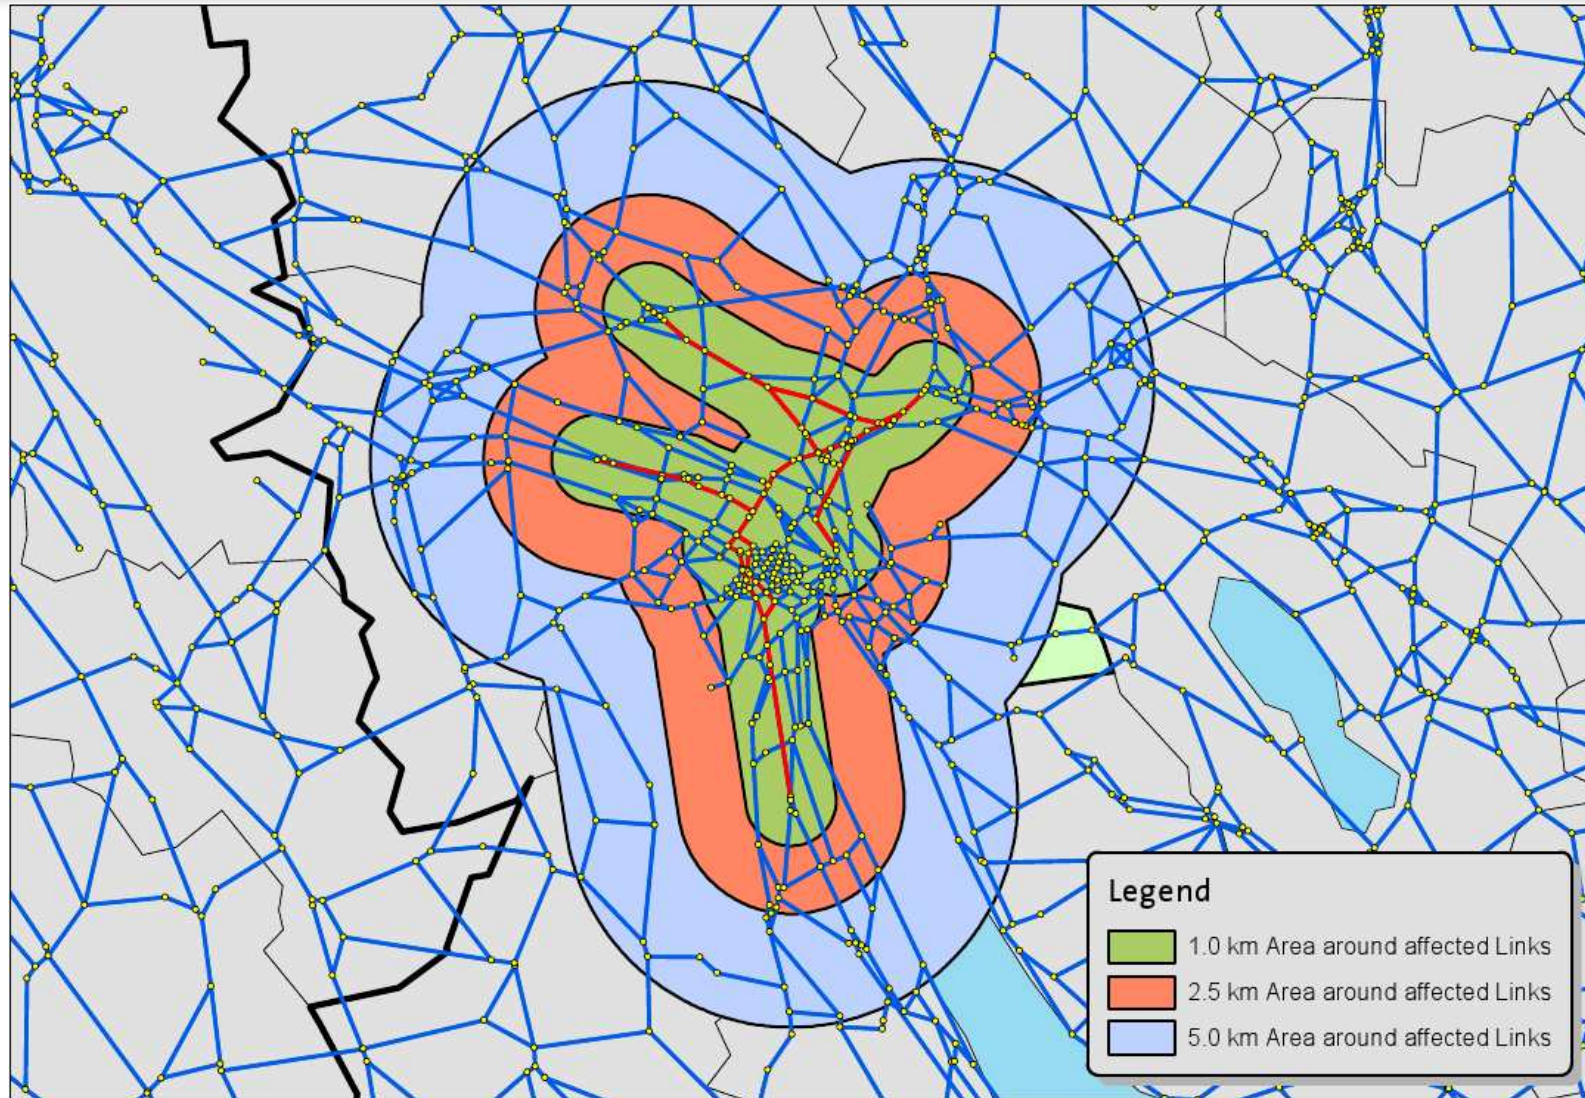 Legend
1.0 km Area around affected Links
2.5 km Area around affected Links
5.0 km Area around affected Links